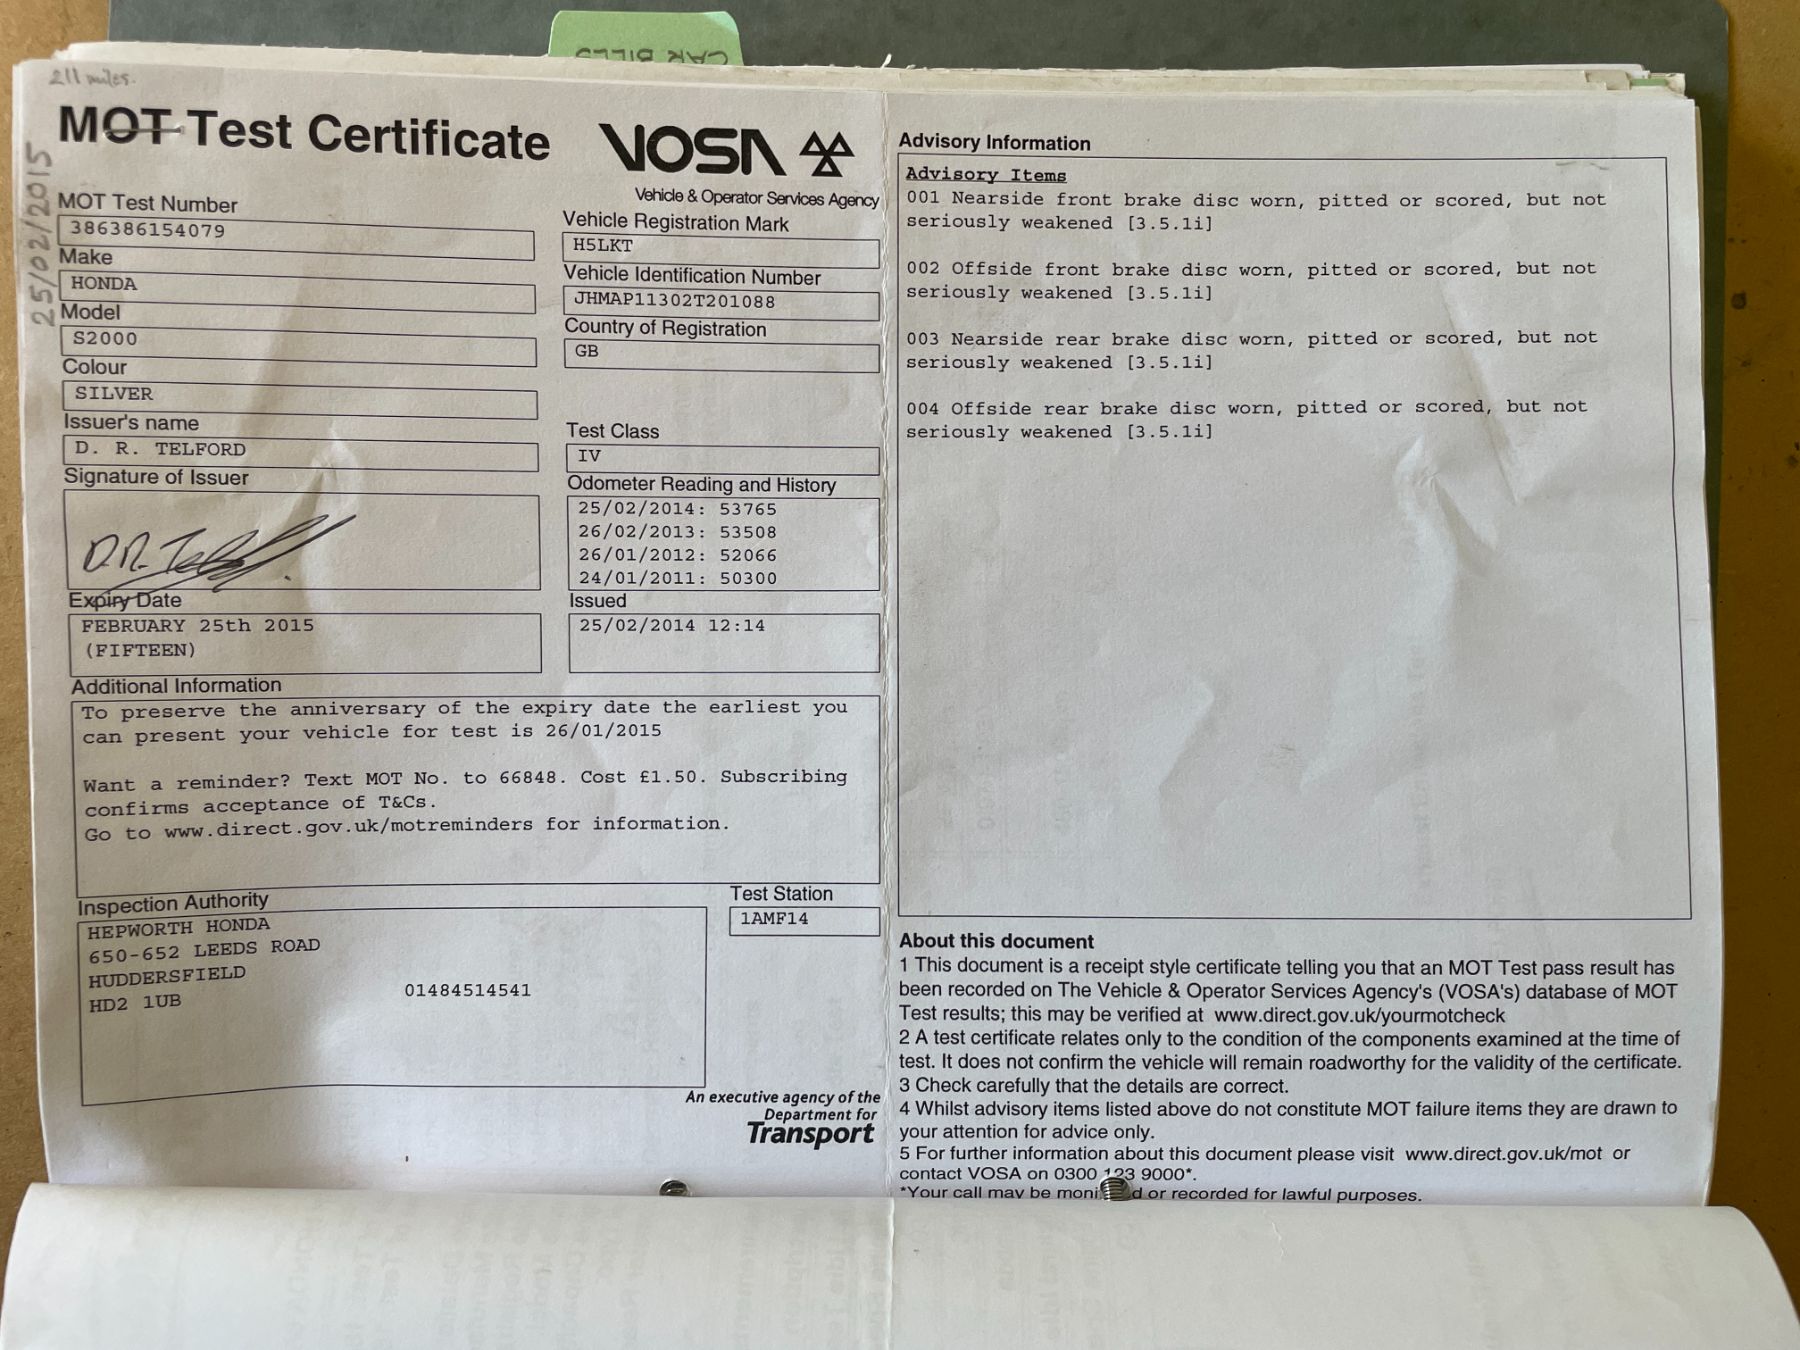 CAR BILLS
211 miles.
25/02/2015
MOT Test Certificate
VOSA
Vehicle & Operator Services Agency
MOT Test Number
386386154079
Make
HONDA
Model
S2000
Colour
SILVER
Issuer's name
D. R. TELFORD
Signature of Issuer
D.R. Telford
Expiry Date
FEBRUARY 25th 2015
(FIFTEEN)
Vehicle Registration Mark
H5LKT
Vehicle Identification Number
JHMAP11302T201088
Country of Registration
GB
Test Class
IV
Odometer Reading and History
25/02/2014: 53765
26/02/2013: 53508
26/01/2012: 52066
24/01/2011: 50300
Issued
25/02/2014 12:14
Additional Information
To preserve the anniversary of the expiry date the earliest you
can present your vehicle for test is 26/01/2015
Want a reminder? Text MOT No. to 66848. Cost £1.50. Subscribing
confirms acceptance of T&Cs.
Go to www.direct.gov.uk/motreminders for information.
Inspection Authority
HEPWORTH HONDA
650-652 LEEDS ROAD
HUDDERSFIELD
HD2 1UB
01484514541
Test Station
1AMF14
An executive agency of the
Department for
Transport
Advisory Information
Advisory Items
001 Nearside front brake disc worn, pitted or scored, but not
seriously weakened [3.5.1i]
002 Offside front brake disc worn, pitted or scored, but not
seriously weakened [3.5.1i]
003 Nearside rear brake disc worn, pitted or scored, but not
seriously weakened [3.5.1i]
004 Offside rear brake disc worn, pitted or scored, but not
seriously weakened [3.5.1i]
About this document
1 This document is a receipt style certificate telling you that an MOT Test pass result has
been recorded on The Vehicle & Operator Services Agency's (VOSA's) database of MOT
Test results; this may be verified at www.direct.gov.uk/yourmotcheck
2 A test certificate relates only to the condition of the components examined at the time of
test. It does not confirm the vehicle will remain roadworthy for the validity of the certificate.
3 Check carefully that the details are correct.
4 Whilst advisory items listed above do not constitute MOT failure items they are drawn to
your attention for advice only.
5 For further information about this document please visit www.direct.gov.uk/mot or
contact VOSA on 0300 123 9000*.
*Your call may be moni d or recorded for lawful purposes.